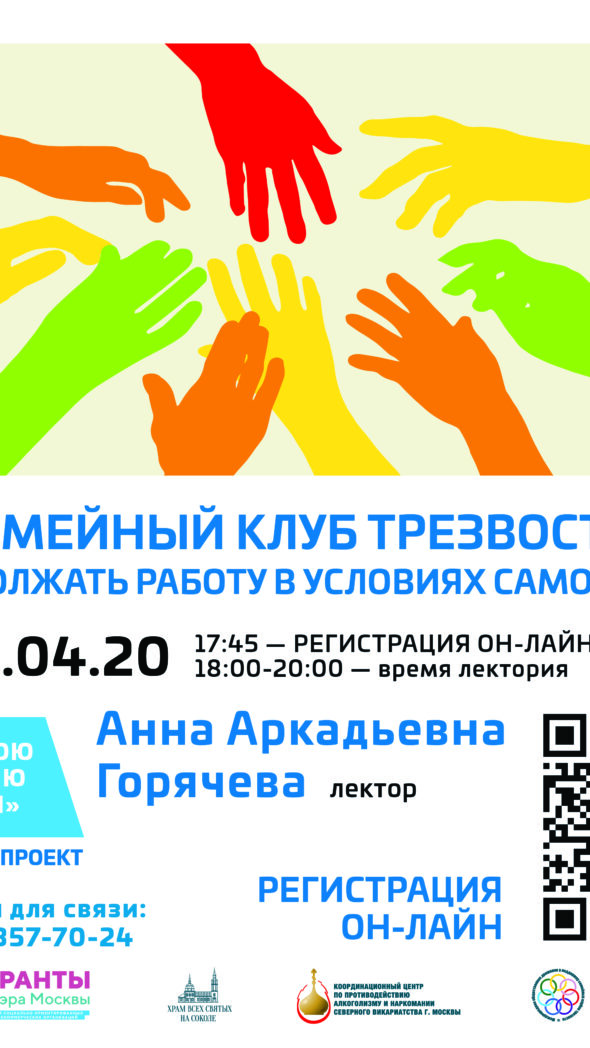 МЕЙНЫЙ КЛУБ ТРЕЗВОСТ
ОЛЖАТЬ РАБОТУ В УСЛОВИЯХ САМО
.04.20
17:45 — РЕГИСТРАЦИЯ ОН-ЛАЙН
18:00-20:00 — время лектория
Анна Аркадьевна
Горячева лектор
ОЮ
Ю
»
ПРОЕКТ
РЕГИСТРАЦИЯ
ОН-ЛАЙН
для связи:
357-70-24
РАНТЫ
эра Москвы
ХРАМ ВСЕХ СВЯТЫХ
НА СОКОЛЕ
КООРДИНАЦИОННЫЙ ЦЕНТР
ПО ПРОТИВОДЕЙСТВИЮ
АЛКОГОЛИЗМУ И НАРКОМАНИИ
СЕВЕРНОГО ВИКАРИАТСТВА Г. МОСКВЫ